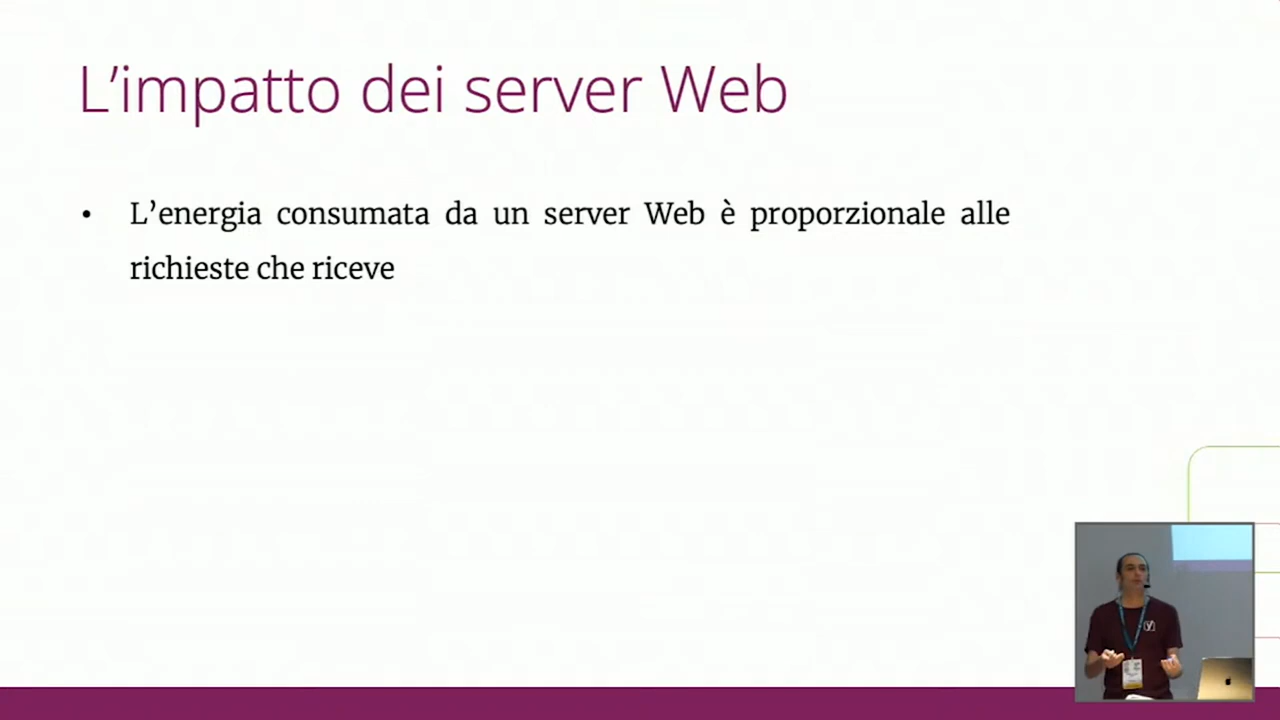 L’impatto dei server Web
• L’energia consumata da un server Web è proporzionale alle
richieste che riceve